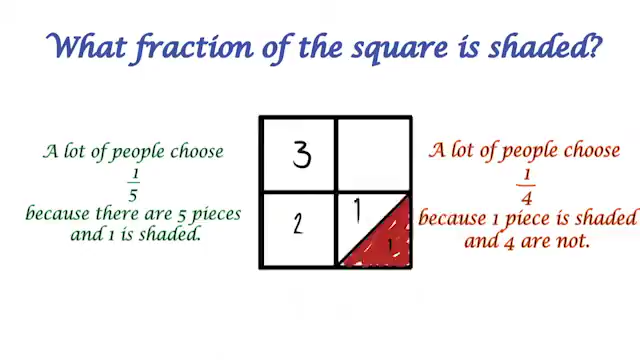 What fraction of the square is shaded?
A lot of people choose
1
5
because there are 5 pieces
and 1 is shaded.
3
2
1
1
A lot of people choose
1
4
because 1 piece is shaded
and 4 are not.